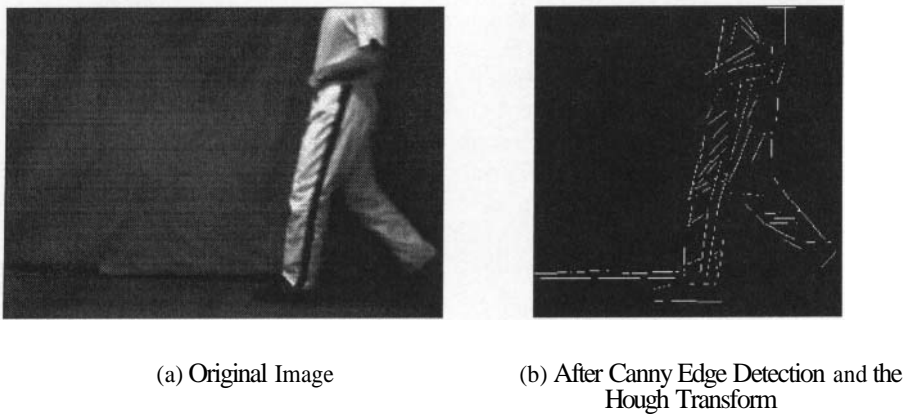 (a) Original Image
(b) After Canny Edge Detection and the
Hough Transform